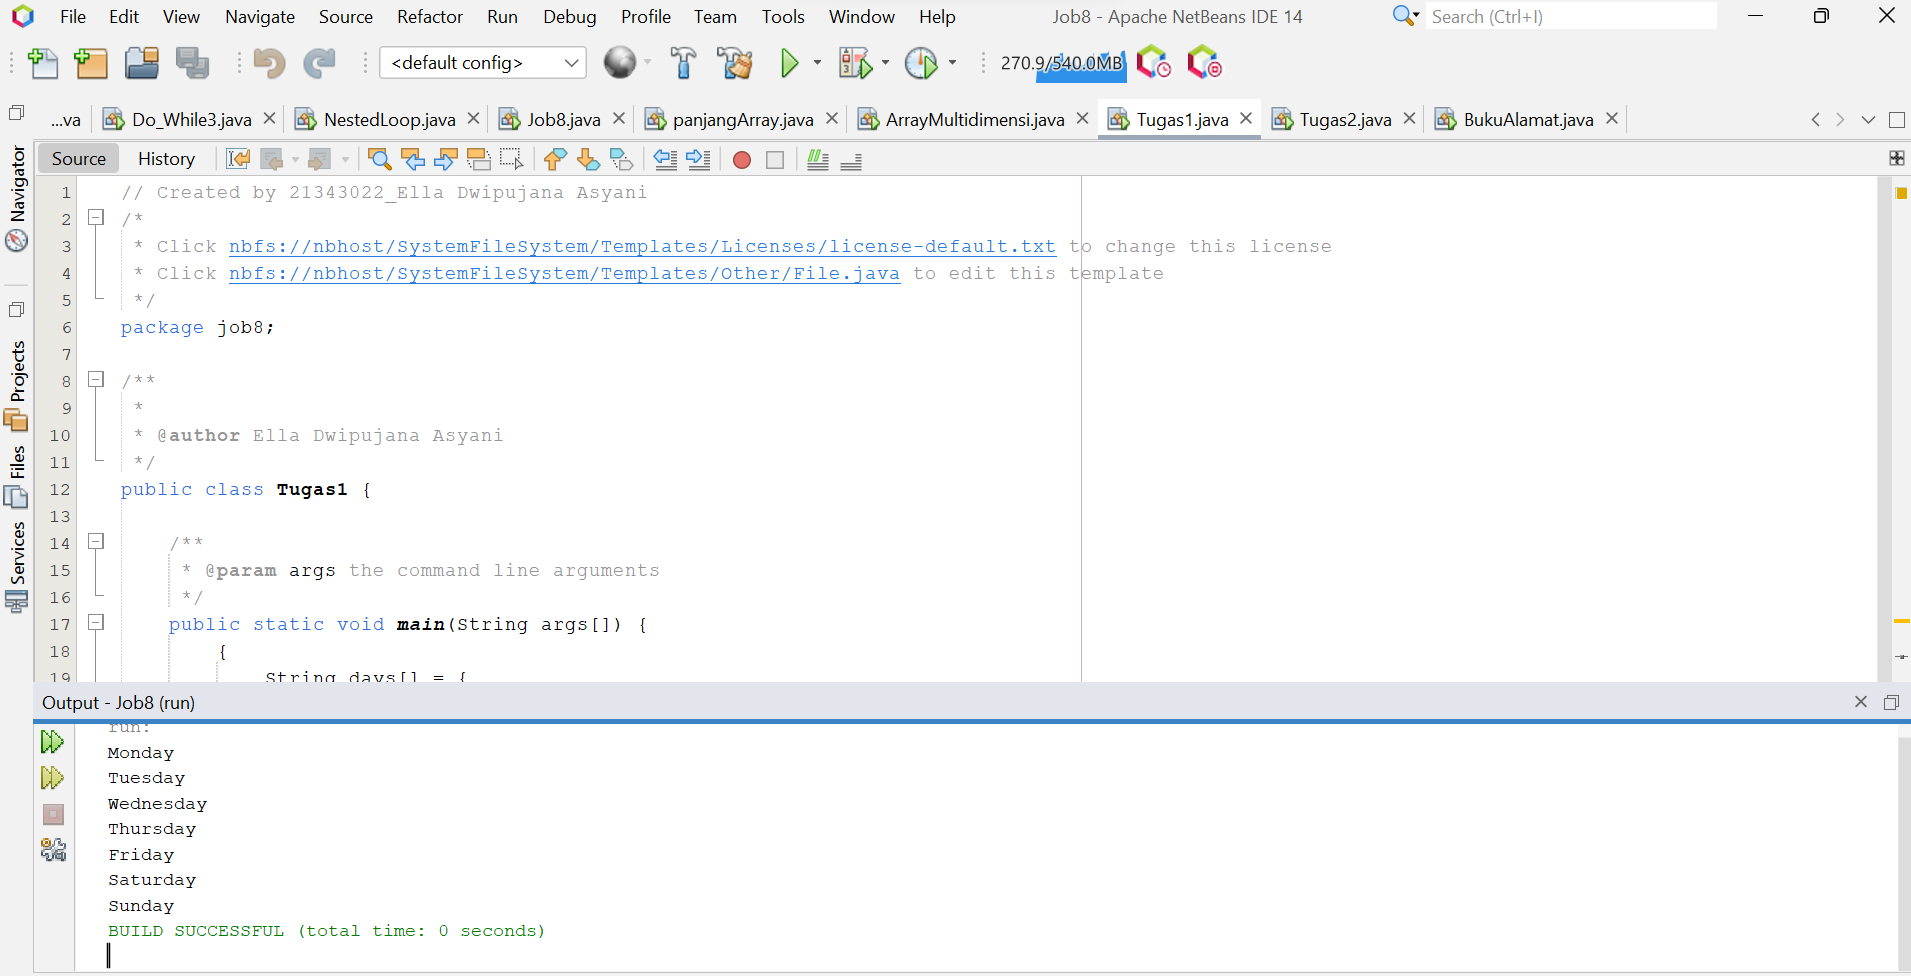 File Edit View Navigate Source Refactor Run Debug Profile Team Tools Window Help Job8 - Apache NetBeans IDE 14 Search (Ctrl+I)
<default config> 270.9/540.0MB
...va Do_While3.java NestedLoop.java Job8.java panjangArray.java ArrayMultidimensi.java Tugas1.java Tugas2.java BukuAlamat.java
Source History
Navigator
Projects
Files
Services
1 // Created by 21343022_Ella Dwipujana Asyani
2 /*
3 * Click nbfs://nbhost/SystemFileSystem/Templates/Licenses/license-default.txt to change this license
4 * Click nbfs://nbhost/SystemFileSystem/Templates/Other/File.java to edit this template
5 */
6 package job8;
7
8 /**
9 *
10 * @author Ella Dwipujana Asyani
11 */
12 public class Tugas1 {
13
14 /**
15 * @param args the command line arguments
16 */
17 public static void main(String args[]) {
18 {
19 String days[] = {
Output - Job8 (run)
run:
Monday
Tuesday
Wednesday
Thursday
Friday
Saturday
Sunday
BUILD SUCCESSFUL (total time: 0 seconds)